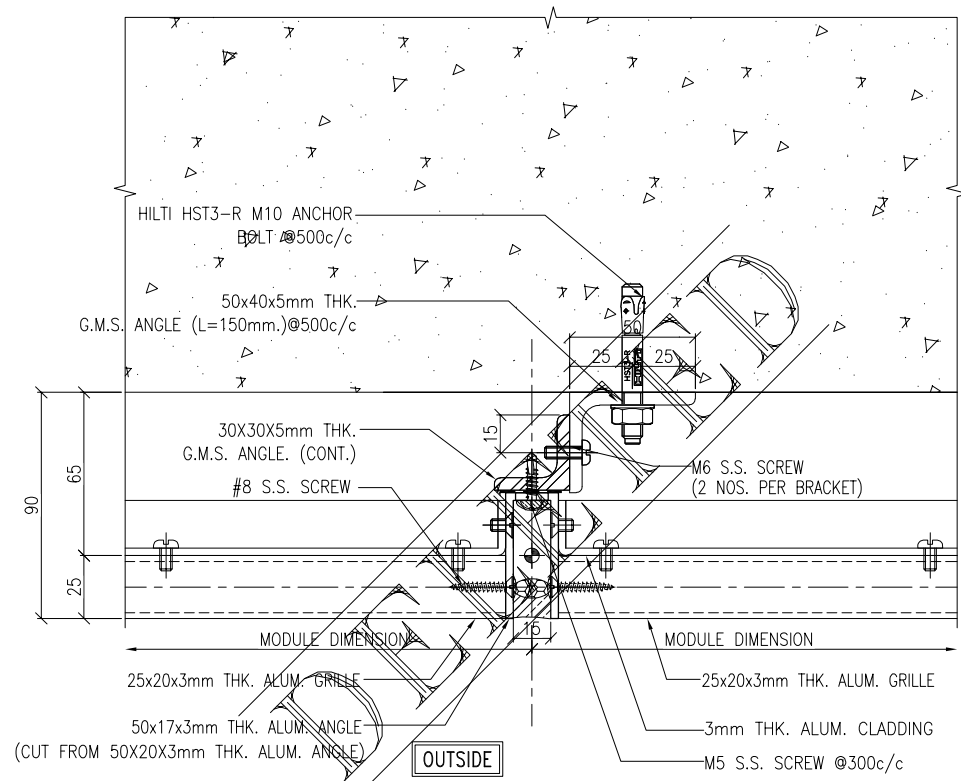 HILTI HST3-R M10 ANCHOR
BOLT @500c/c
50x40x5mm THK.
G.M.S. ANGLE (L=150mm.)@500c/c
50
25
25
HST3-R
15
30X30X5mm THK.
G.M.S. ANGLE. (CONT.)
#8 S.S. SCREW
M6 S.S. SCREW
(2 NOS. PER BRACKET)
65
90
25
15
MODULE DIMENSION
MODULE DIMENSION
25x20x3mm THK. ALUM. GRILLE
25x20x3mm THK. ALUM. GRILLE
50x17x3mm THK. ALUM. ANGLE
(CUT FROM 50X20X3mm THK. ALUM. ANGLE)
3mm THK. ALUM. CLADDING
OUTSIDE
M5 S.S. SCREW @300c/c